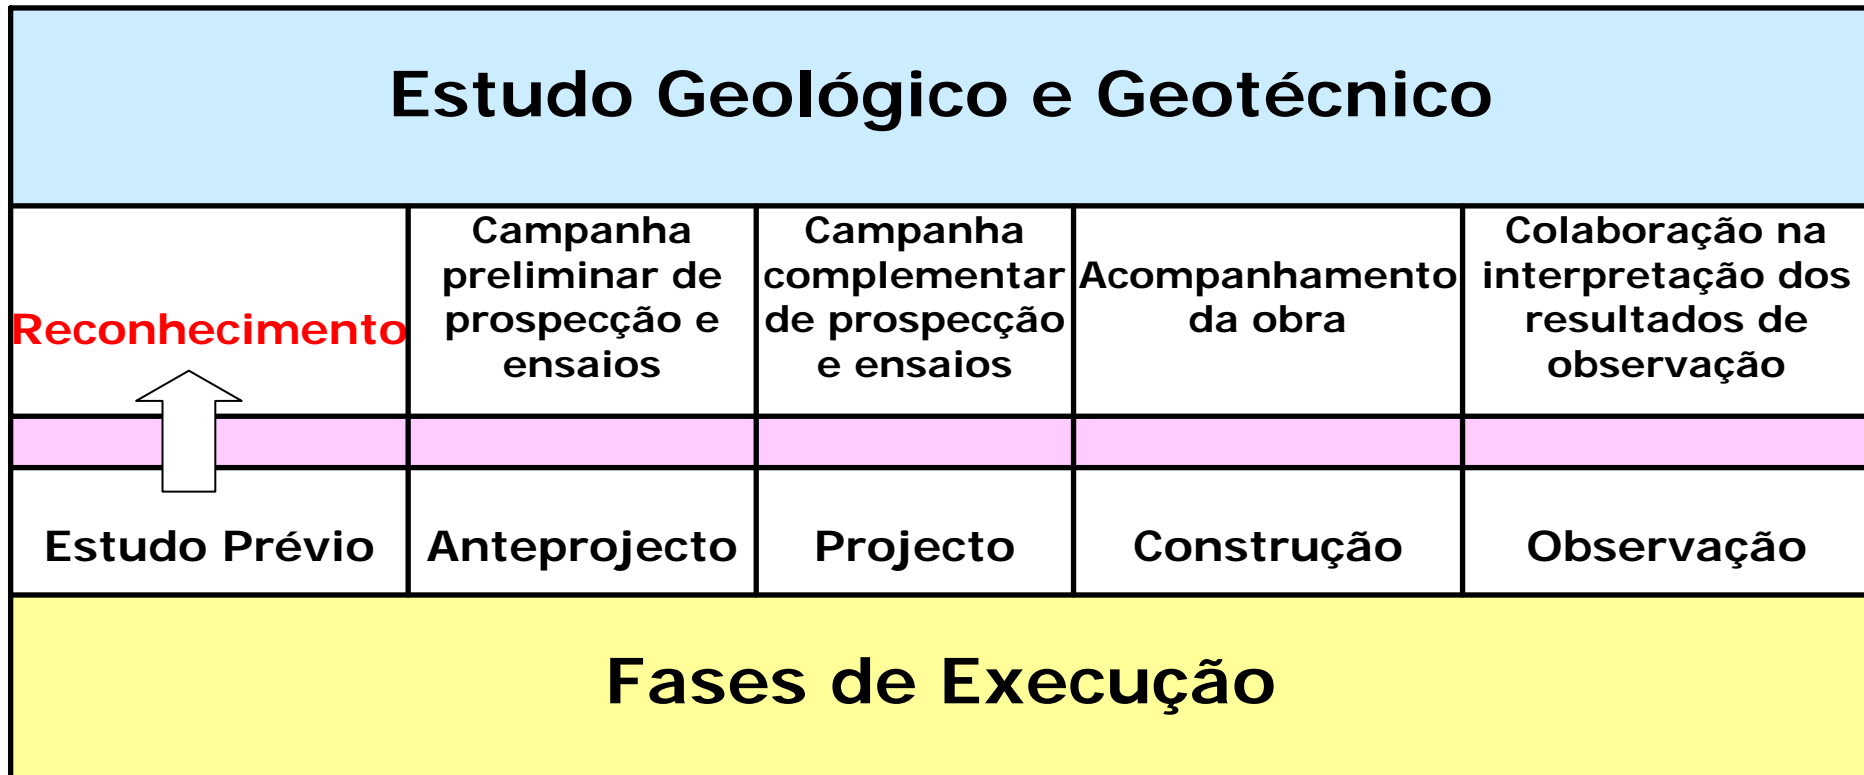 Estudo Geológico e Geotécnico
Reconhecimento
Campanha
preliminar de
prospecção e
ensaios
Campanha
complementar
de prospecção
e ensaios
Acompanhamento
da obra
Colaboração na
interpretação dos
resultados de
observação
Estudo Prévio
Anteprojecto
Projecto
Construção
Observação
Fases de Execução